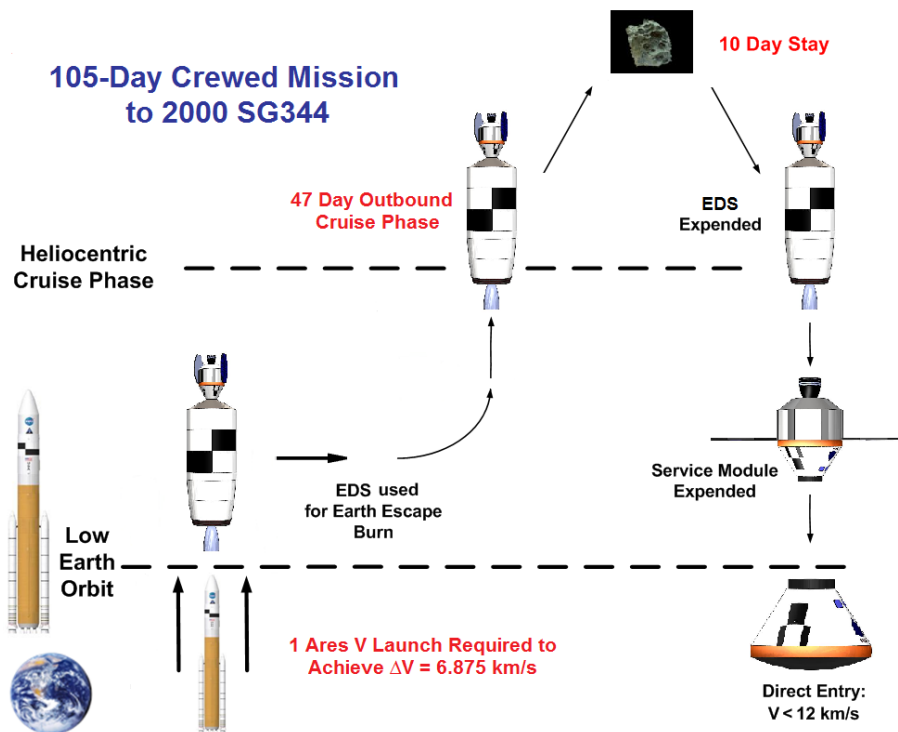 105-Day Crewed Mission
to 2000 SG344
10 Day Stay
47 Day Outbound
Cruise Phase
EDS
Expended
Heliocentric
Cruise Phase
EDS used
for Earth Escape
Burn
Service Module
Expended
Low
Earth
Orbit
1 Ares V Launch Required to
Achieve ΔV = 6.875 km/s
Direct Entry:
V < 12 km/s